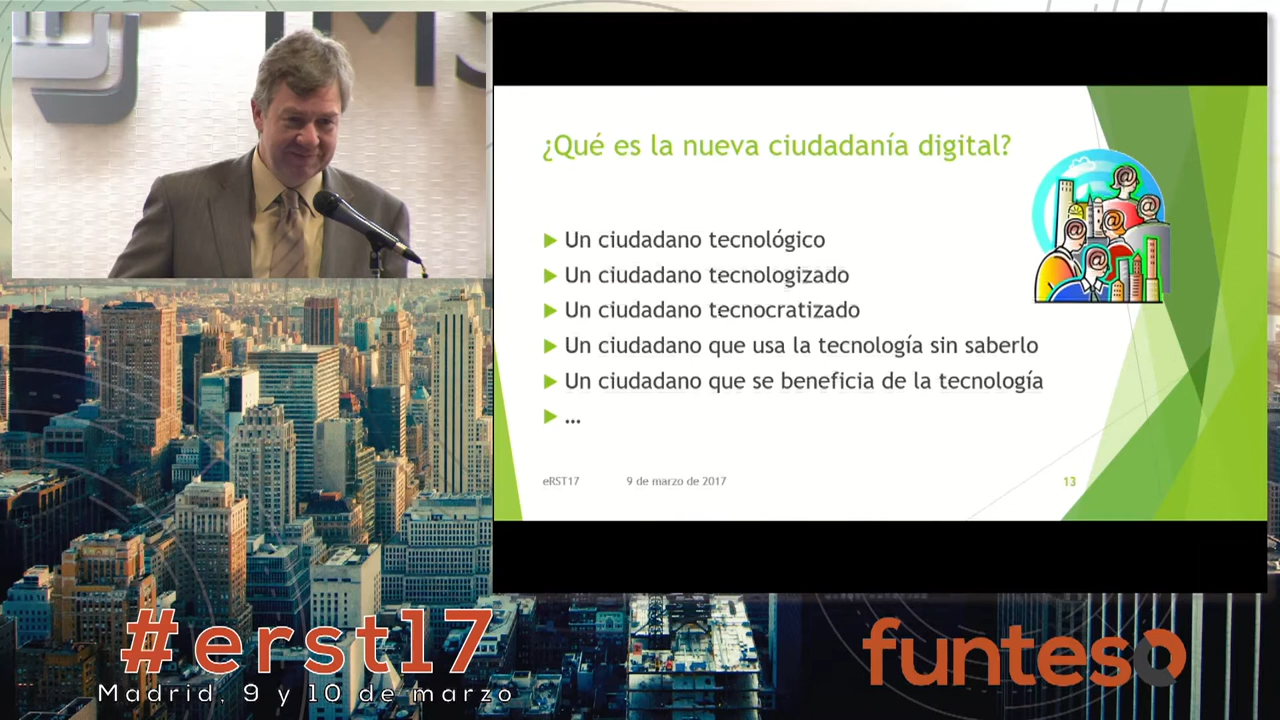 MS
¿Qué es la nueva ciudadanía digital?
Un ciudadano tecnológico
Un ciudadano tecnologizado
Un ciudadano tecnocratizado
Un ciudadano que usa la tecnología sin saberlo
Un ciudadano que se beneficia de la tecnología
...
eRST17 9 de marzo de 2017 13
#erst17
Madrid, 9 y 10 de marzo
funteso